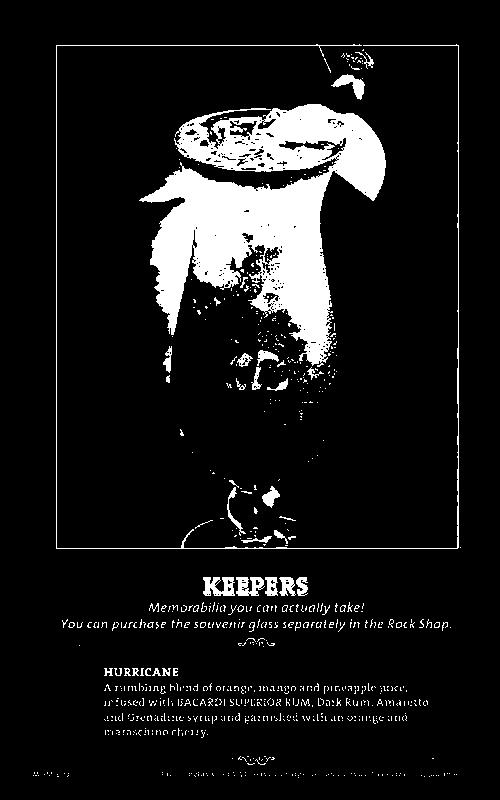 KEEPERS
Memorabilia you can actually take!
You can purchase the souvenir glass separately in the Rock Shop.
HURRICANE
A rumbling blend of orange, mango and pineapple juice,
infused with BACARDI SUPERIOR RUM, Dark Rum, Amaretto
and Grenadine syrup and garnished with an orange and
maraschino cherry.